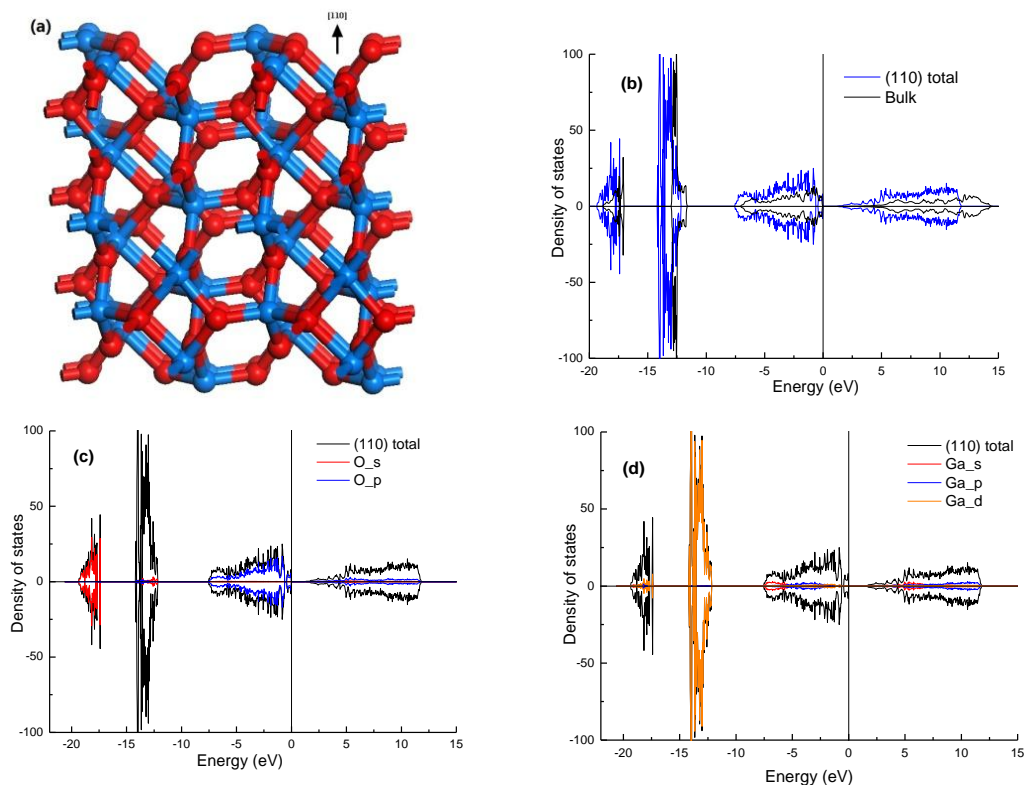 (a)
[110]
(b)
(110) total
Bulk
100
50
0
-50
-100
Density of states
-20
-15
-10
-5
0
5
10
15
Energy (eV)
(c)
(110) total
O_s
O_p
100
50
0
-50
-100
Density of states
-20
-15
-10
-5
0
5
10
15
Energy (eV)
(d)
(110) total
Ga_s
Ga_p
Ga_d
100
50
0
-50
-100
Density of states
-20
-15
-10
-5
0
5
10
15
Energy (eV)